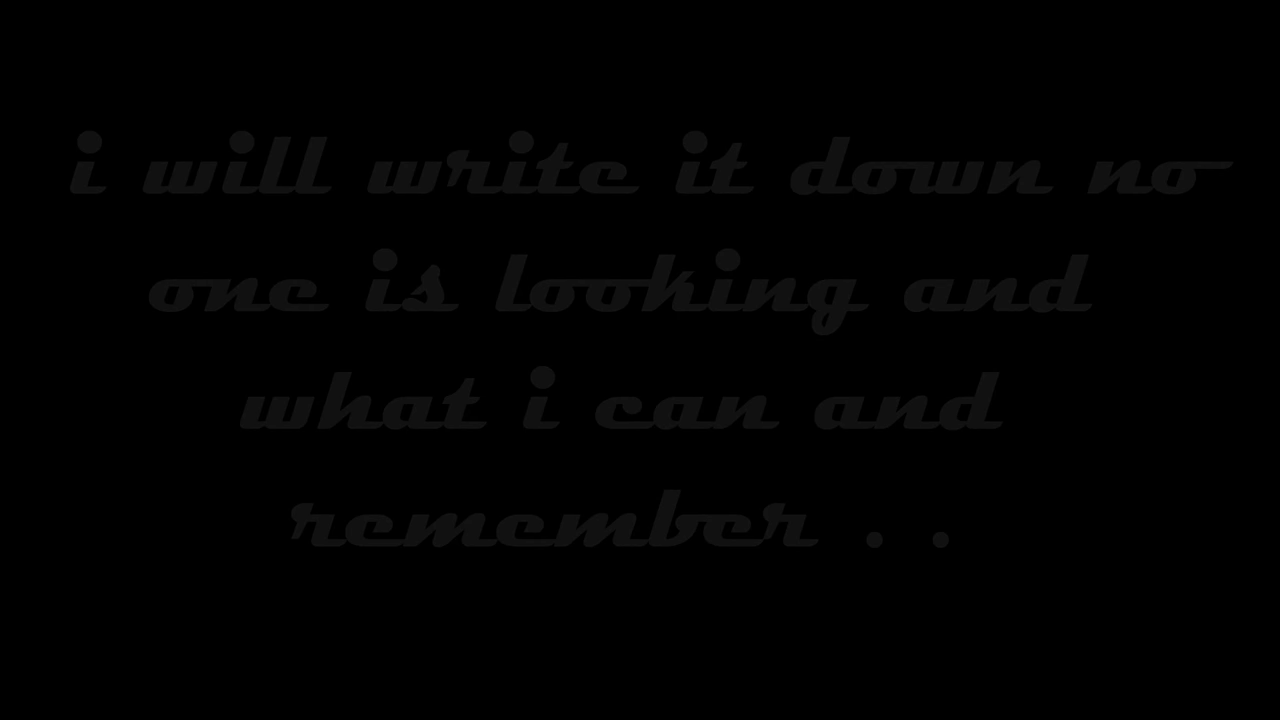 i will write it down no
one is looking and
what i can and
remember . .